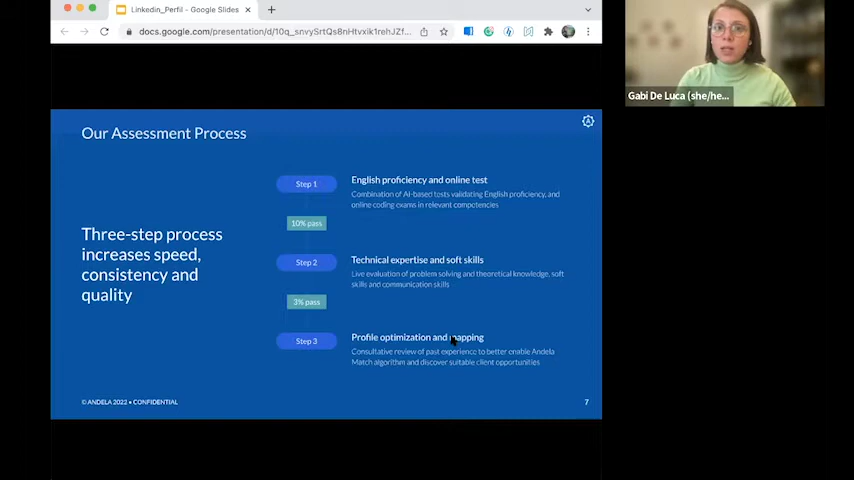 Linkedin_Perfil - Google Slides
docs.google.com/presentation/d/10q_snvySrtQs8nHtvxik1rehJZf...
Gabi De Luca (she/he...
Our Assessment Process
Three-step process
increases speed,
consistency and
quality
Step 1
English proficiency and online test
Combination of AI-based tests validating English proficiency, and
online coding exams in relevant competencies
10% pass
Step 2
Technical expertise and soft skills
Live evaluation of problem solving and theoretical knowledge, soft
skills and communication skills
3% pass
Step 3
Profile optimization and mapping
Consultative review of past experience to better enable Andela
Match algorithm and discover suitable client opportunities
© ANDELA 2022 • CONFIDENTIAL
7